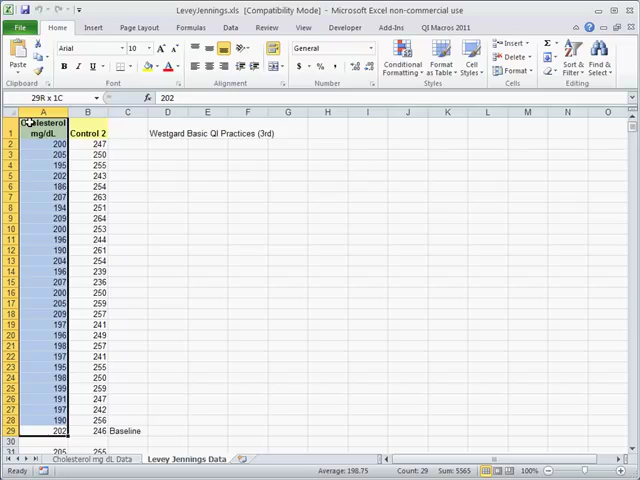 LeveyJennings.xls [Compatibility Mode] - Microsoft Excel non-commercial use
File Home Insert Page Layout Formulas Data Review View Developer Add-Ins QI Macros 2011
Paste
Arial 10
B I U
General
$ % ,
Conditional Formatting
Format as Table
Cell Styles
Insert
Delete
Format
Sort & Filter
Find & Select
Clipboard Font Alignment Number Styles Cells Editing
29R x 1C fx 202
A B C D E F G H I J K L M N O
1 Cholesterol mg/dL Control 2 Westgard Basic QI Practices (3rd)
2 200 247
3 205 250
4 195 255
5 202 243
6 186 254
7 207 263
8 194 251
9 209 264
10 200 253
11 196 244
12 190 261
13 204 254
14 196 239
15 207 236
16 200 250
17 205 259
18 209 257
19 197 241
20 196 249
21 198 257
22 197 241
23 195 255
24 198 250
25 199 259
26 191 247
27 197 242
28 190 256
29 202 246 Baseline
30
31 205 255
Cholesterol mg dL Data Levey Jennings Data
Ready Average: 198.75 Count: 29 Sum: 5565 100%